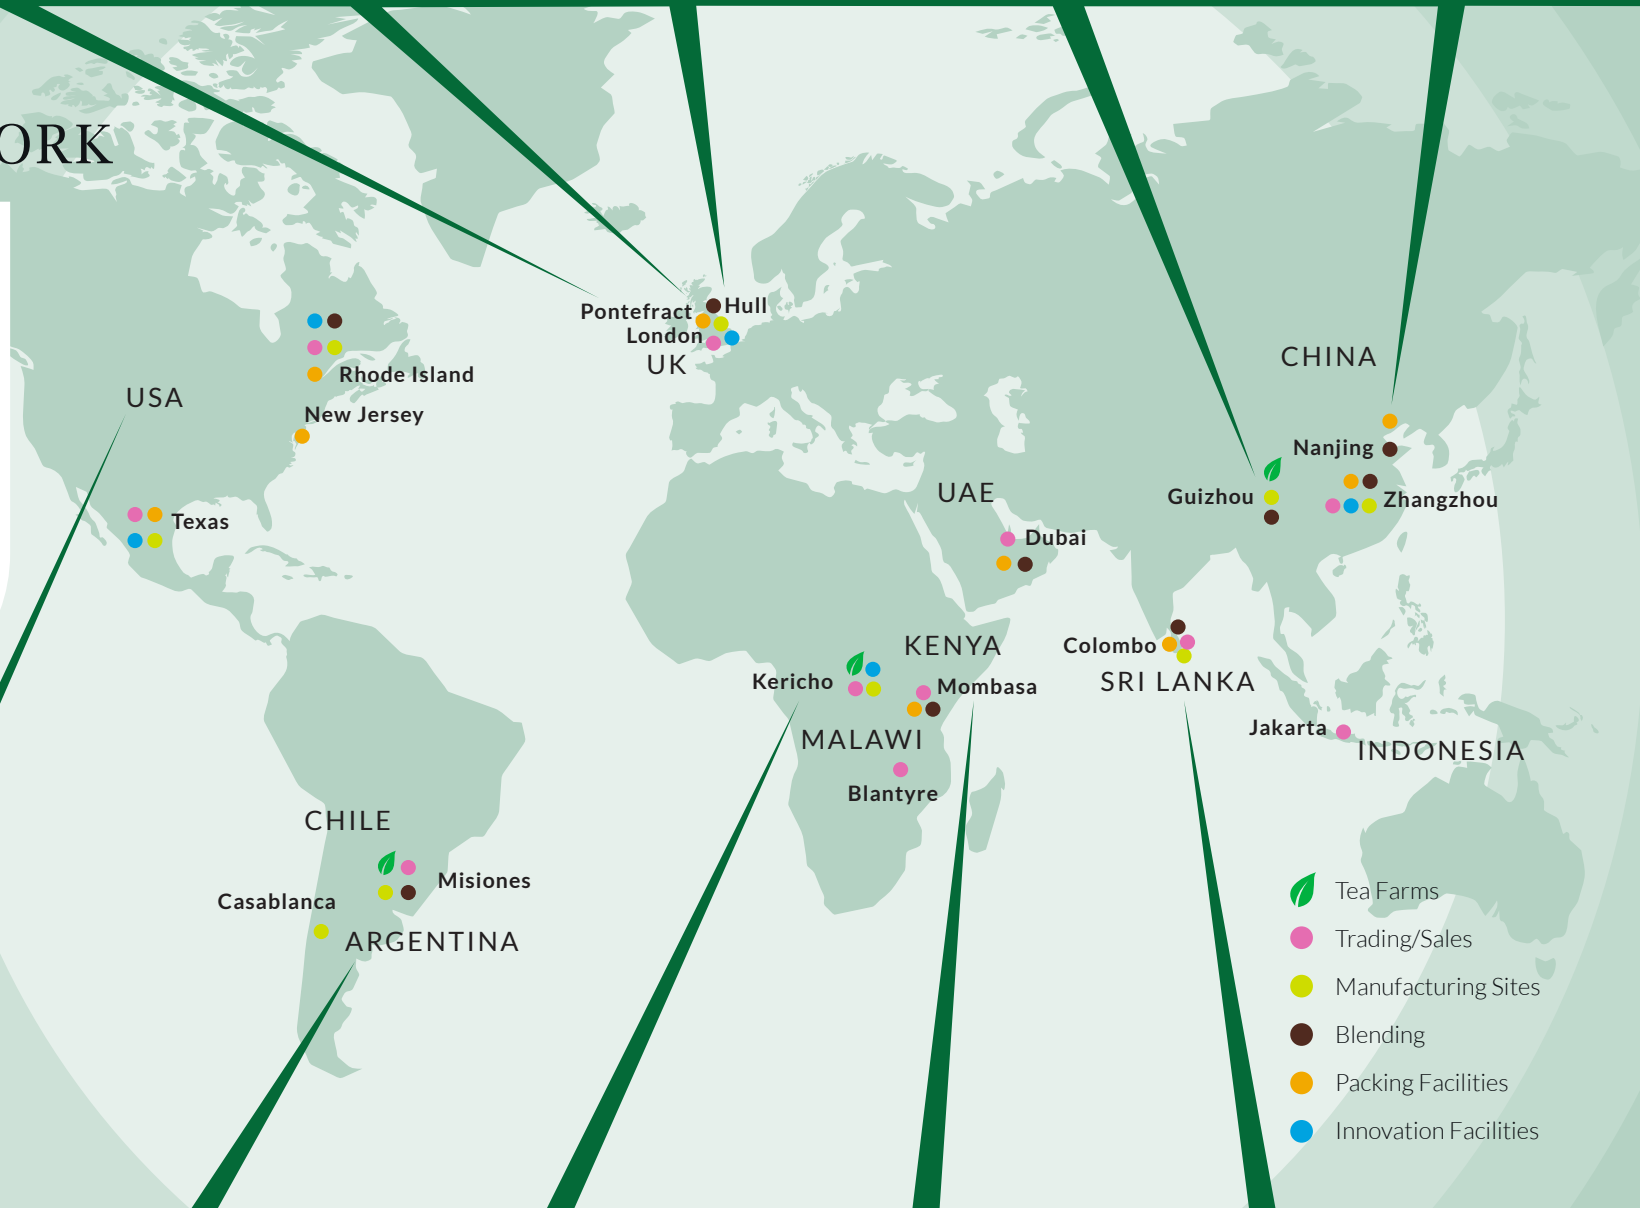 ORK
Pontefract
Hull
London
UK
CHINA
Rhode Island
USA
New Jersey
Nanjing
UAE
Guizhou
Zhangzhou
Texas
Dubai
KENYA
Colombo
Kericho
Mombasa
SRI LANKA
Jakarta
MALAWI
INDONESIA
Blantyre
CHILE
Misiones
Casablanca
ARGENTINA
Tea Farms
Trading/Sales
Manufacturing Sites
Blending
Packing Facilities
Innovation Facilities